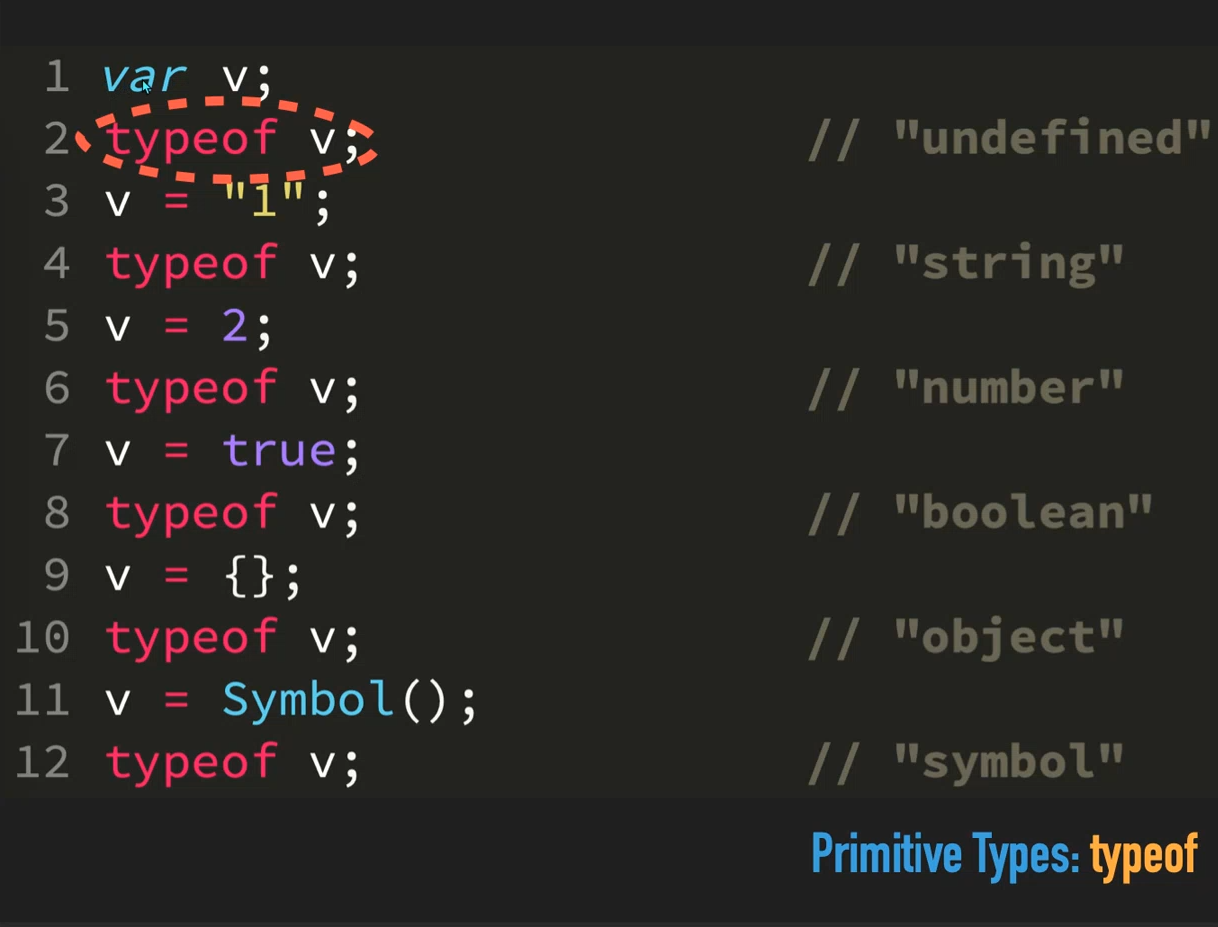 1 var v;
2 typeof v; // "undefined"
3 v = "1";
4 typeof v; // "string"
5 v = 2;
6 typeof v; // "number"
7 v = true;
8 typeof v; // "boolean"
9 v = {};
10 typeof v; // "object"
11 v = Symbol();
12 typeof v; // "symbol"
Primitive Types: typeof